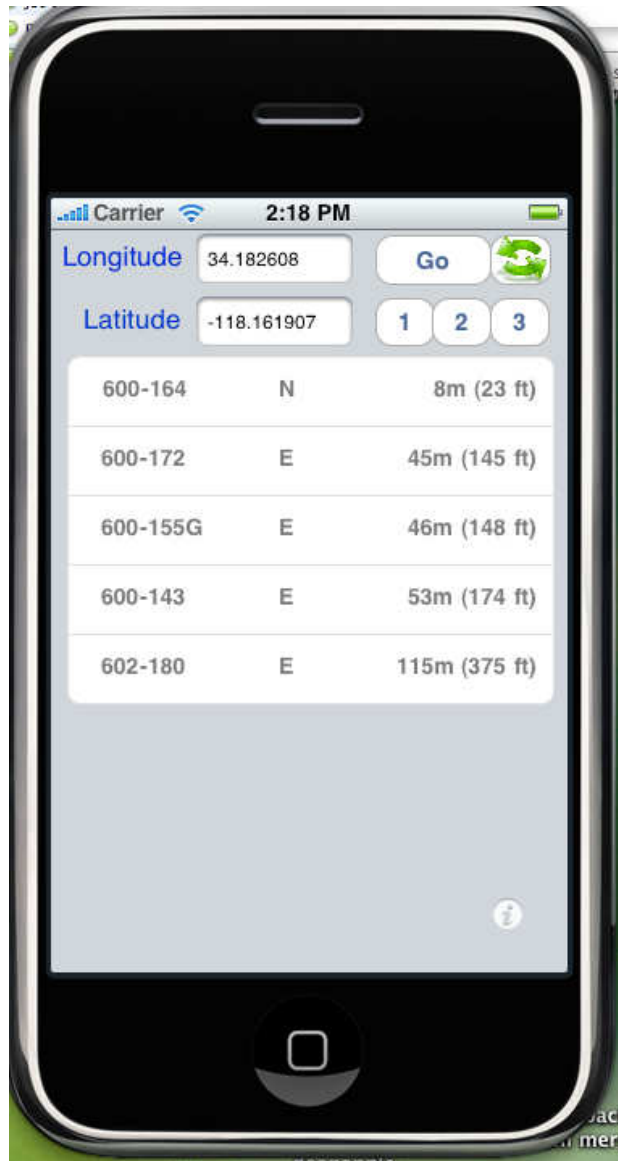 Carrier 2:18 PM
Longitude 34.182608 Go
Latitude -118.161907 1 2 3
600-164 N 8m (23 ft)
600-172 E 45m (145 ft)
600-155G E 46m (148 ft)
600-143 E 53m (174 ft)
602-180 E 115m (375 ft)
i